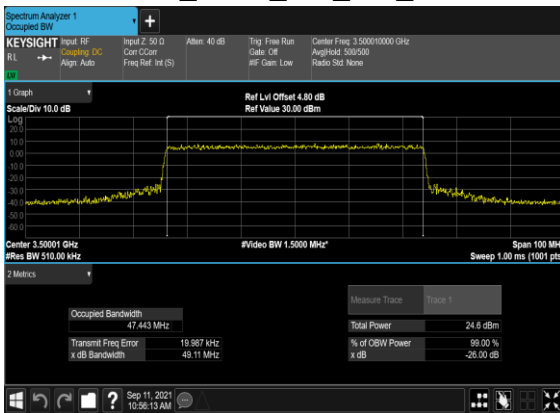 Spectrum Analyzer 1
Occupied BW
+
KEYSIGHT Input: RF Input Z: 50 Ω Atten: 40 dB Trig: Free Run Center Freq: 3.500010000 GHz
RL Coupling: DC Corr CCorr Gate: Off Avg|Hold: 500/500
Align: Auto Freq Ref: Int (S) #IF Gain: Low Radio Std: None
LV
1 Graph
Ref Lvl Offset 4.80 dB
Scale/Div 10.0 dB Ref Value 30.00 dBm
Log
20.0
10.0
0.00
-10.0
-20.0
-30.0
-40.0
-50.0
-60.0
Center 3.50001 GHz #Video BW 1.5000 MHz* Span 100 MH
#Res BW 510.00 kHz Sweep 1.00 ms (1001 pts
2 Metrics
Measure Trace Trace 1
Occupied Bandwidth
47.443 MHz Total Power 24.6 dBm
Transmit Freq Error 19.987 kHz % of OBW Power 99.00 %
x dB Bandwidth 49.11 MHz x dB -26.00 dB
?
Sep 11, 2021
10:56:13 AM